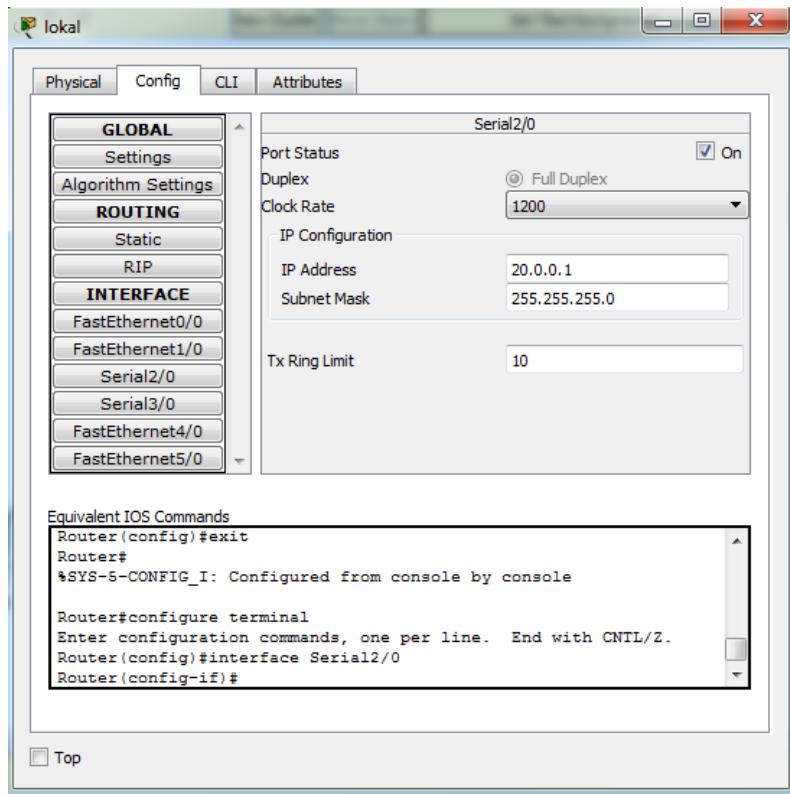 lokal
Physical Config CLI Attributes
GLOBAL
Settings
Algorithm Settings
ROUTING
Static
RIP
INTERFACE
FastEthernet0/0
FastEthernet1/0
Serial2/0
Serial3/0
FastEthernet4/0
FastEthernet5/0
Serial2/0
Port Status On
Duplex Full Duplex
Clock Rate 1200
IP Configuration
IP Address 20.0.0.1
Subnet Mask 255.255.255.0
Tx Ring Limit 10
Equivalent IOS Commands
Router(config)#exit
Router#
%SYS-5-CONFIG_I: Configured from console by console
Router#configure terminal
Enter configuration commands, one per line. End with CNTL/Z.
Router(config)#interface Serial2/0
Router(config-if)#
Top